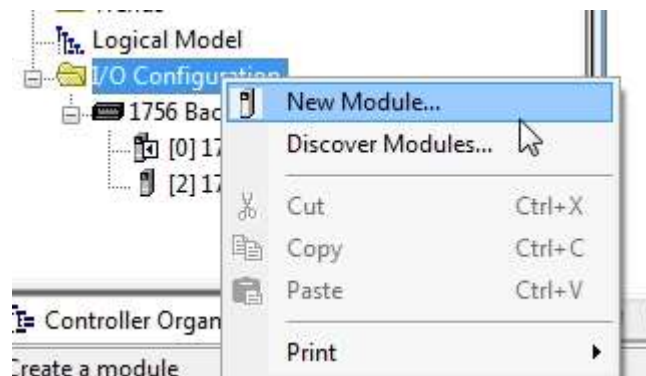 Logical Model
I/O Configuration
1756 Bac
[0] 17
[2] 17
New Module...
Discover Modules...
Cut Ctrl+X
Copy Ctrl+C
Paste Ctrl+V
Print
Controller Organ
Create a module